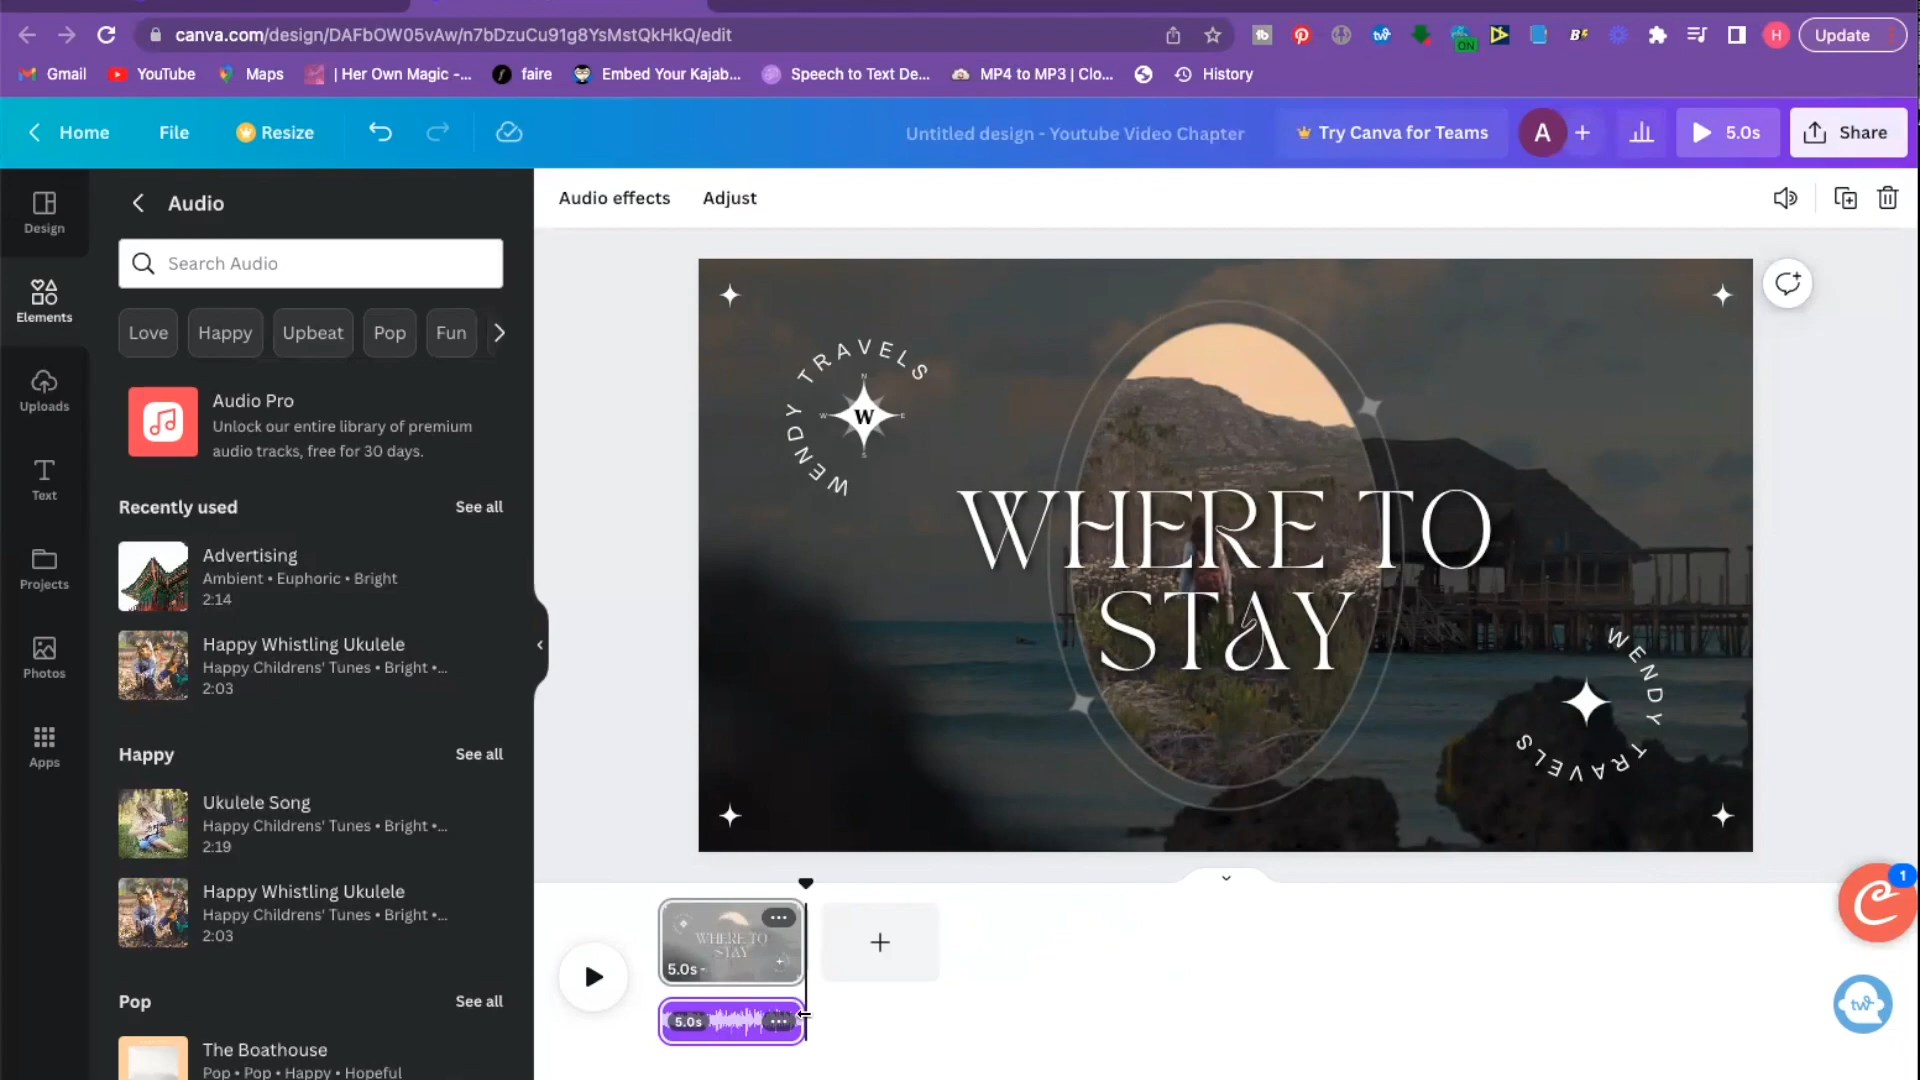 canva.com/design/DAFbOW05vAw/n7bDzuCu91g8YsMstQkHkQ/edit
tb
ON
B
H
Update
Gmail
YouTube
Maps
| Her Own Magic -...
faire
Embed Your Kajab...
Speech to Text De...
MP4 to MP3 | Clo...
History
Home
File
Resize
Untitled design - Youtube Video Chapter
Try Canva for Teams
A
+
5.0s
Share
Design
Elements
Uploads
Text
Projects
Photos
Apps
Audio
Search Audio
Love
Happy
Upbeat
Pop
Fun
Audio Pro
Unlock our entire library of premium
audio tracks, free for 30 days.
Recently used
See all
Advertising
Ambient • Euphoric • Bright
2:14
Happy Whistling Ukulele
Happy Childrens' Tunes • Bright •...
2:03
Happy
See all
Ukulele Song
Happy Childrens' Tunes • Bright •...
2:19
Happy Whistling Ukulele
Happy Childrens' Tunes • Bright •...
2:03
Pop
See all
The Boathouse
Pop • Pop • Happy • Hopeful
Audio effects
Adjust
WENDY TRAVELS
N
W
W
E
S
WHERE TO
STAY
WENDY TRAVELS
WHERE TO
STAY
5.0s
+
5.0s
1
tw